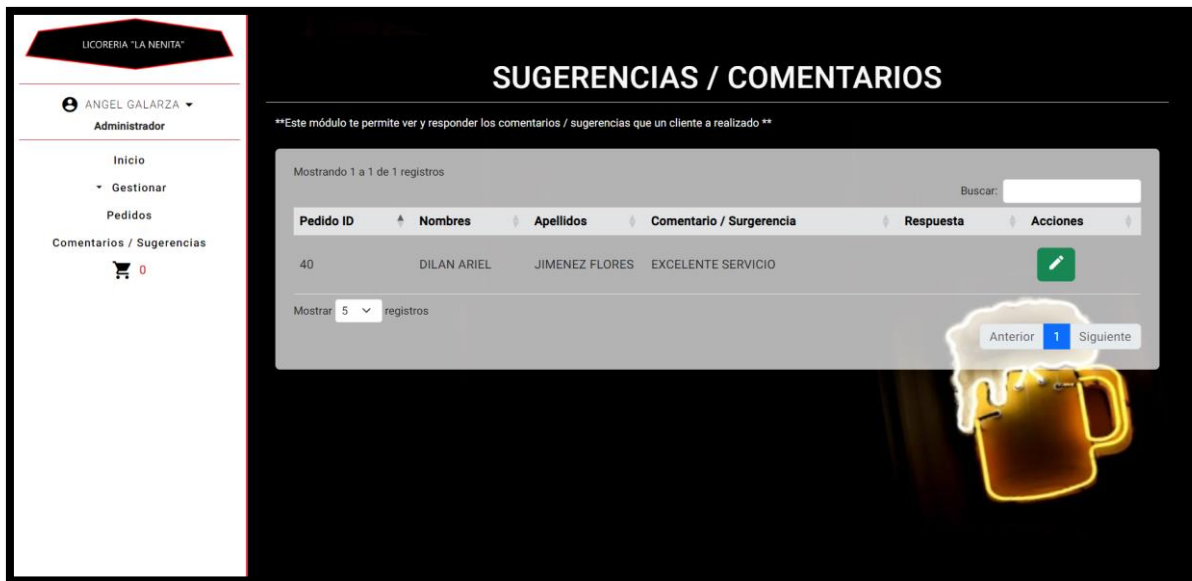 LICORERIA "LA NENITA"
ANGEL GALARZA
Administrador
Inicio
Gestionar
Pedidos
Comentarios / Sugerencias
0
SUGERENCIAS / COMENTARIOS
**Este módulo te permite ver y responder los comentarios / sugerencias que un cliente a realizado **
Mostrando 1 a 1 de 1 registros
Buscar:
Pedido ID Nombres Apellidos Comentario / Surgerencia Respuesta Acciones
40 DILAN ARIEL JIMENEZ FLORES EXCELENTE SERVICIO
Mostrar 5 registros
Anterior 1 Siguiente